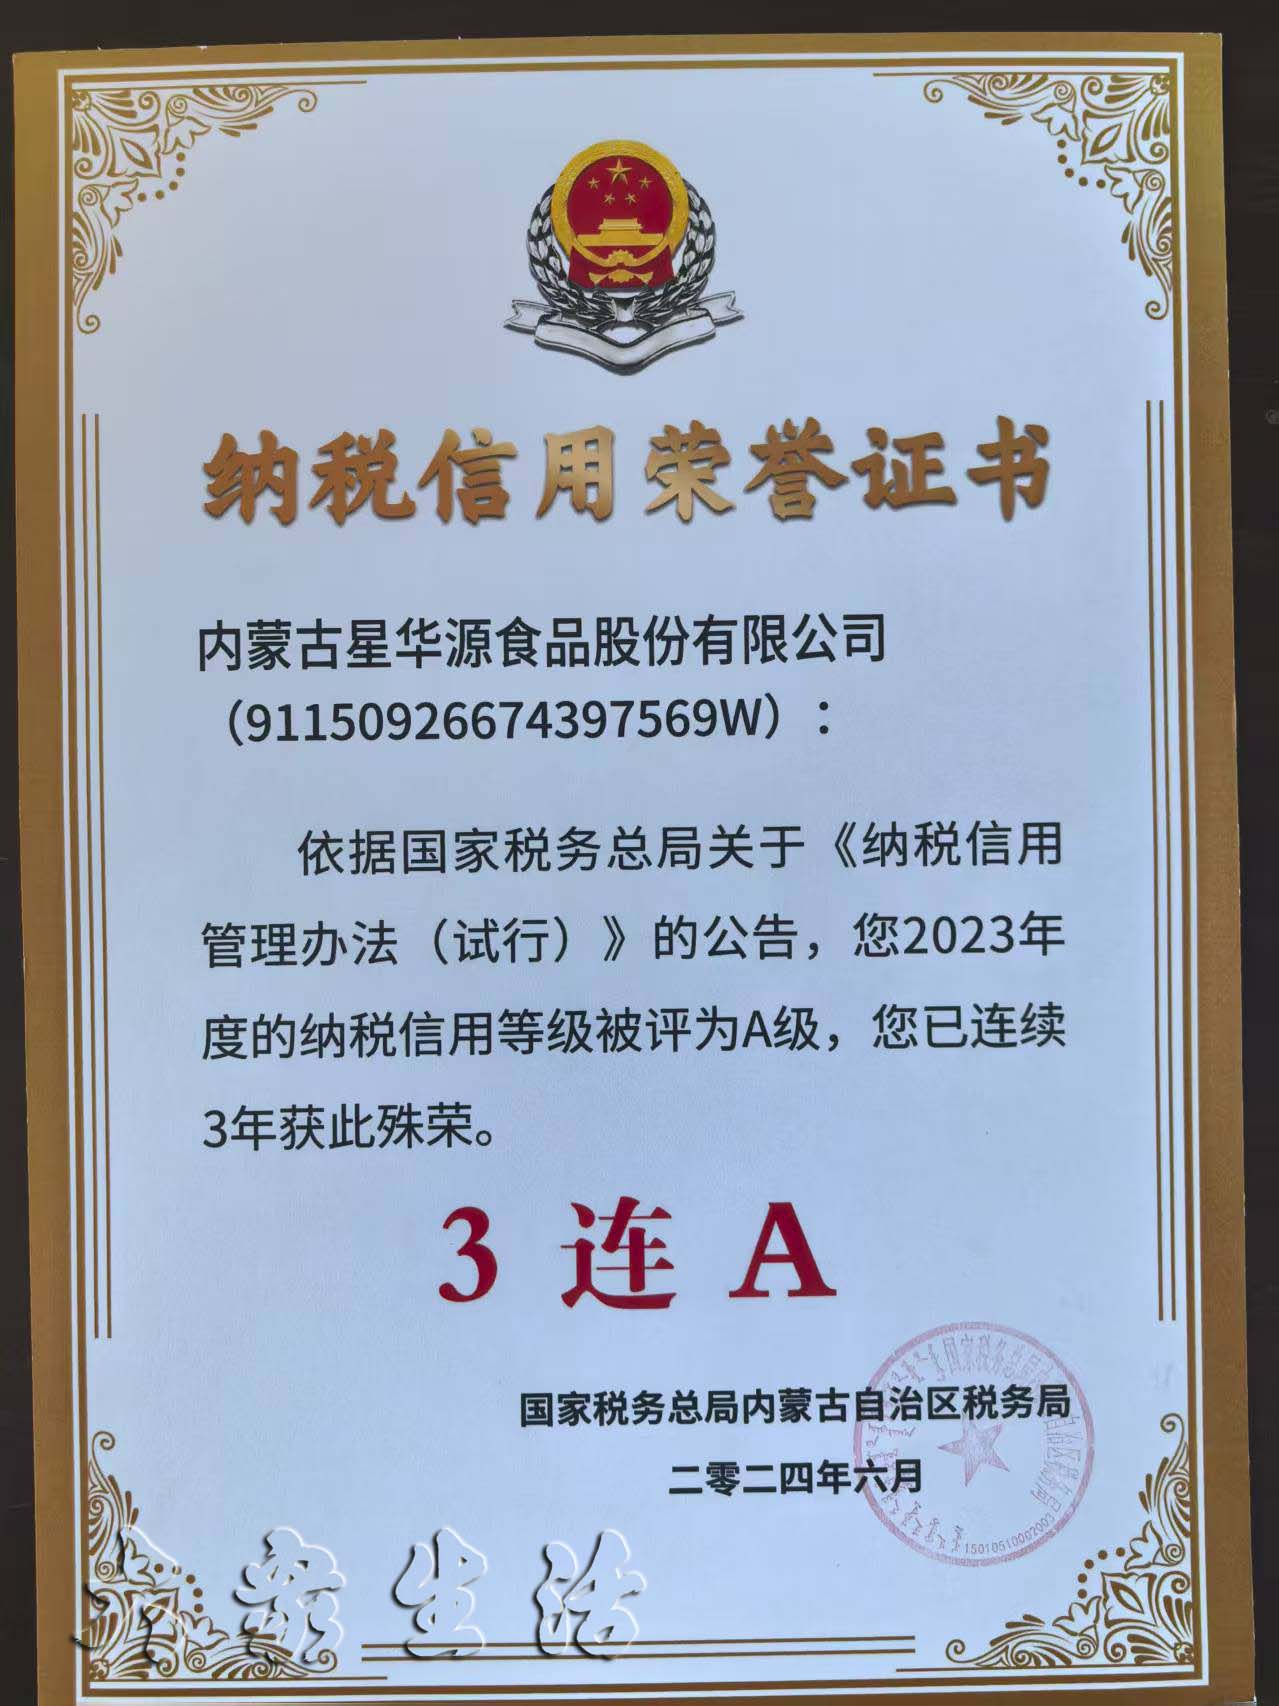 纳税信用荣誉证书
内蒙古星华源食品股份有限公司
（91150926674397569W）：
依据国家税务总局关于《纳税信用
管理办法（试行）》的公告，您2023年
度的纳税信用等级被评为A级，您已连续
3年获此殊荣。
3 连 A
国家税务总局内蒙古自治区税务局
二零二四年六月
15010510002003
生活